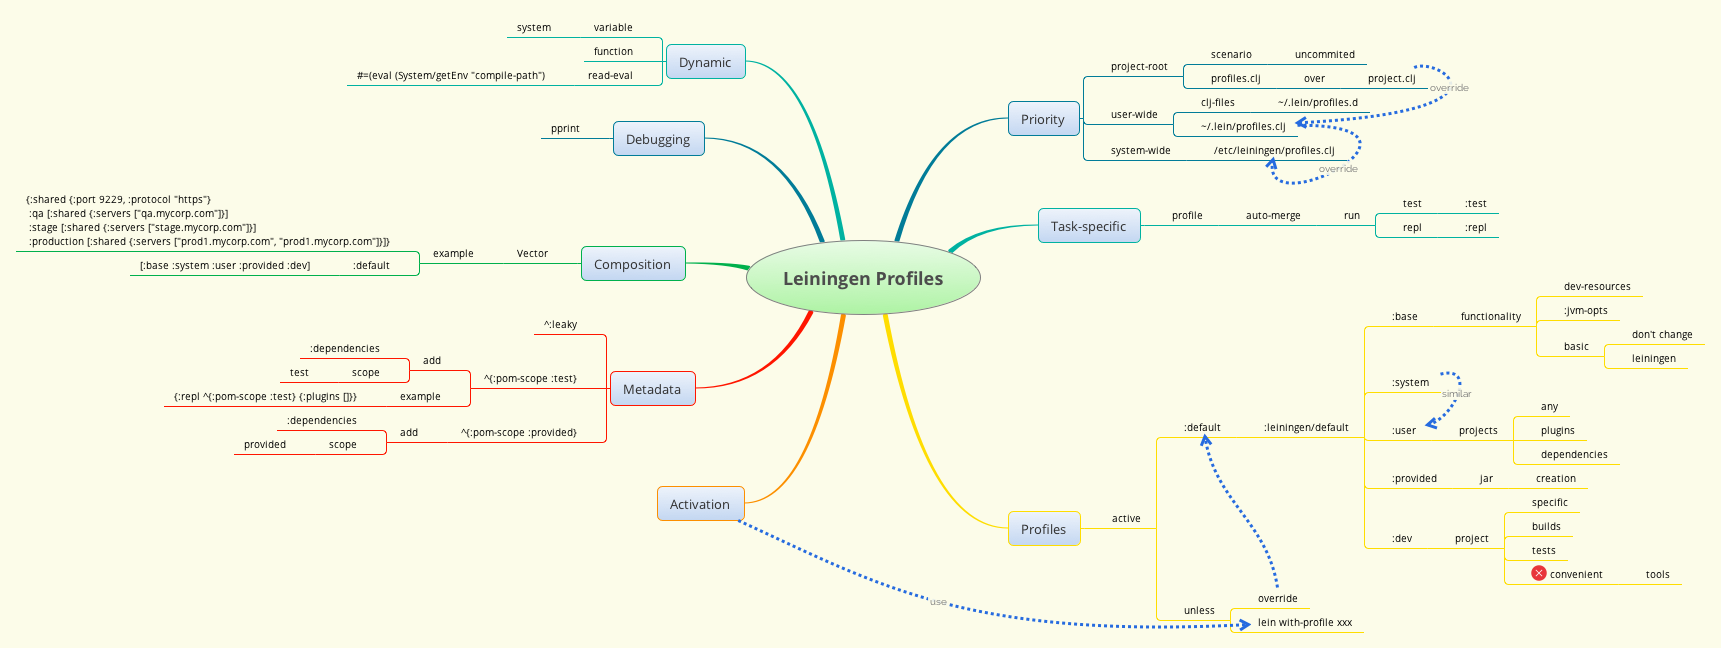 Leiningen Profiles
Dynamic
variable
system
function
read-eval
#=(eval (System/getEnv "compile-path")
Debugging
pprint
Composition
Vector
example
{:shared {:port 9229, :protocol "https"}
:qa [:shared {:servers ["qa.mycorp.com"]}]
:stage [:shared {:servers ["stage.mycorp.com"]}]
:production [:shared {:servers ["prod1.mycorp.com", "prod1.mycorp.com"]}]}
:default
[:base :system :user :provided :dev]
Metadata
^:leaky
^{:pom-scope :test}
add
:dependencies
scope
test
example
{:repl ^{:pom-scope :test} {:plugins []}}
^{:pom-scope :provided}
add
:dependencies
scope
provided
Activation
use
Priority
project-root
scenario
uncommited
profiles.clj
over
project.clj
override
user-wide
clj-files
~/.lein/profiles.d
~/.lein/profiles.clj
system-wide
/etc/leiningen/profiles.clj
override
Task-specific
profile
auto-merge
run
test
:test
repl
:repl
Profiles
active
:default
:leiningen/default
:base
functionality
dev-resources
:jvm-opts
basic
don't change
leiningen
:system
similar
:user
projects
any
plugins
dependencies
:provided
jar
creation
:dev
project
specific
builds
tests
convenient
tools
unless
override
lein with-profile xxx